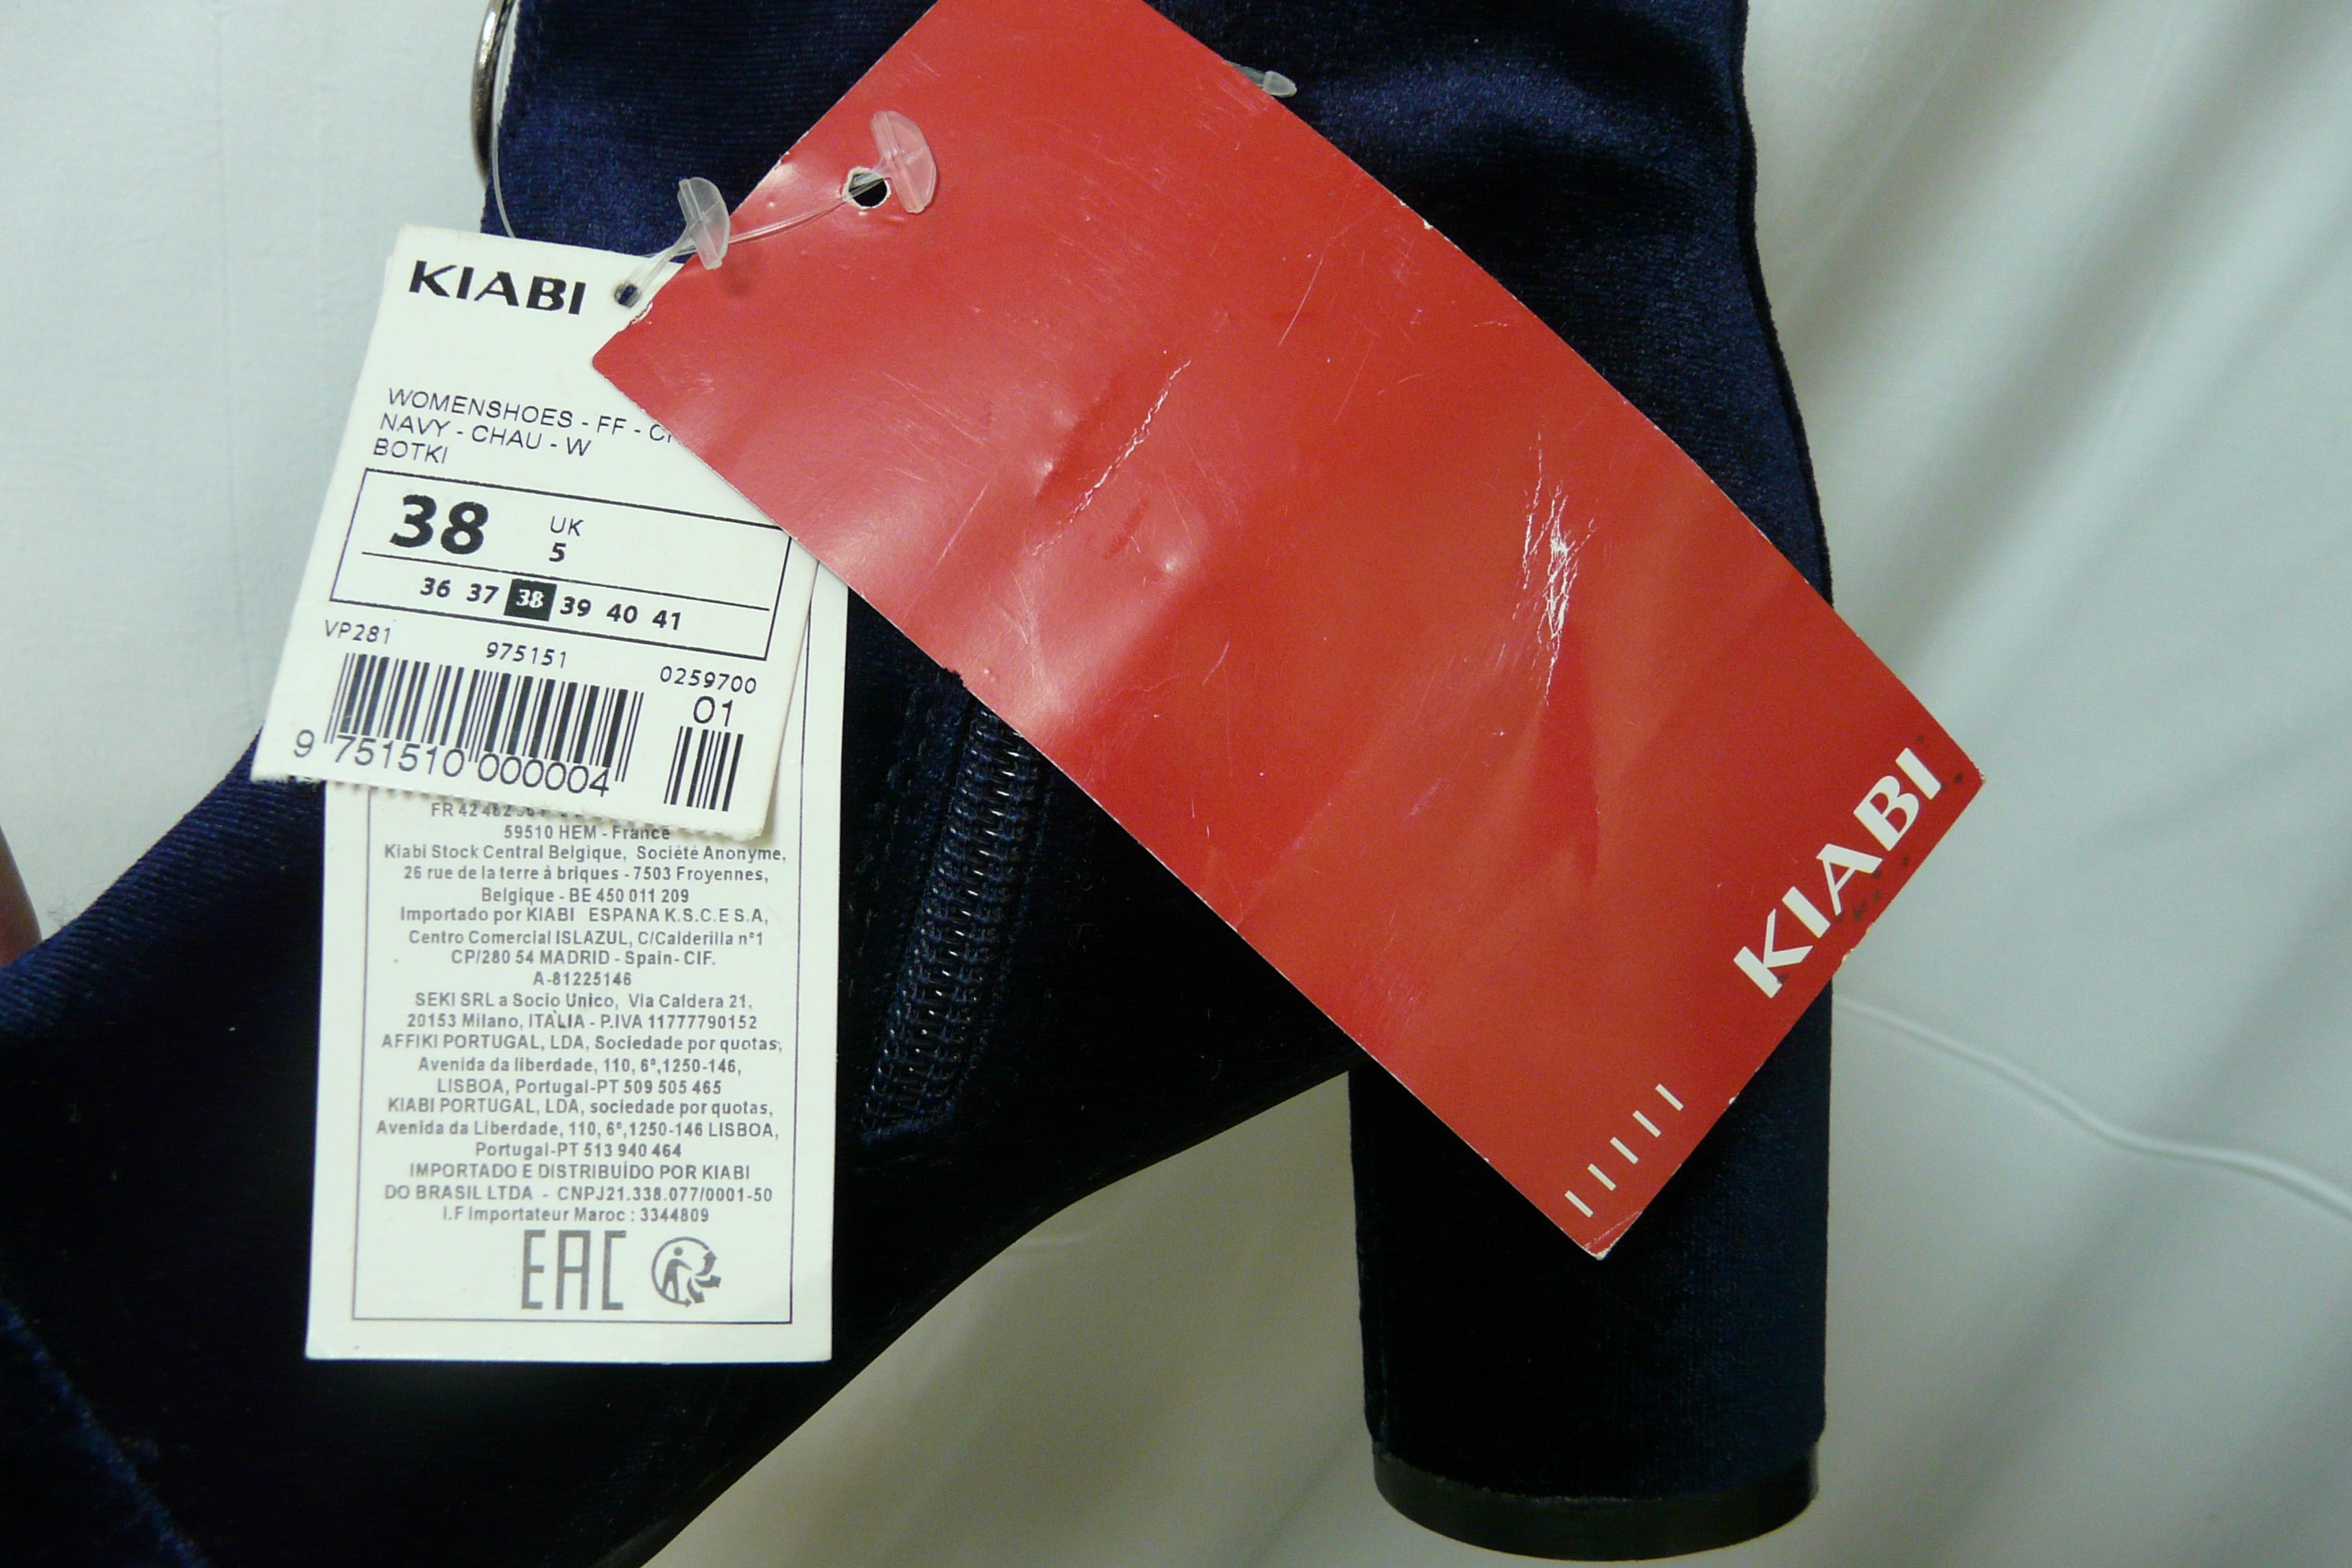 KIABI
WOMENSHOES - FF -
NAVY - CHAU - W
BOTKI
38 UK
5
36 37 38 39 40 41
VP281 975151 0259700
01
9 751510 000004
FR 42 482
59510 HEM - France
Kiabi Stock Central Belgique, Société Anonyme,
26 rue de la terre à briques - 7503 Froyennes,
Belgique - BE 450 011 209
Importado por KIABI ESPANA K.S.C.E S.A,
Centro Comercial ISLAZUL, C/Calderilla nº1
CP/280 54 MADRID - Spain- CIF.
A-81225146
SEKI SRL a Socio Unico, Via Caldera 21,
20153 Milano, ITALIA - P.IVA 11777790152
AFFIKI PORTUGAL, LDA, Sociedade por quotas,
Avenida da liberdade, 110, 6º,1250-146,
LISBOA, Portugal-PT 509 505 465
KIABI PORTUGAL, LDA, sociedade por quotas,
Avenida da Liberdade, 110, 6º,1250-146 LISBOA,
Portugal-PT 513 940 464
IMPORTADO E DISTRIBUÍDO POR KIABI
DO BRASIL LTDA - CNPJ21.338.077/0001-50
I.F Importateur Maroc : 3344809
EAC
KIABI